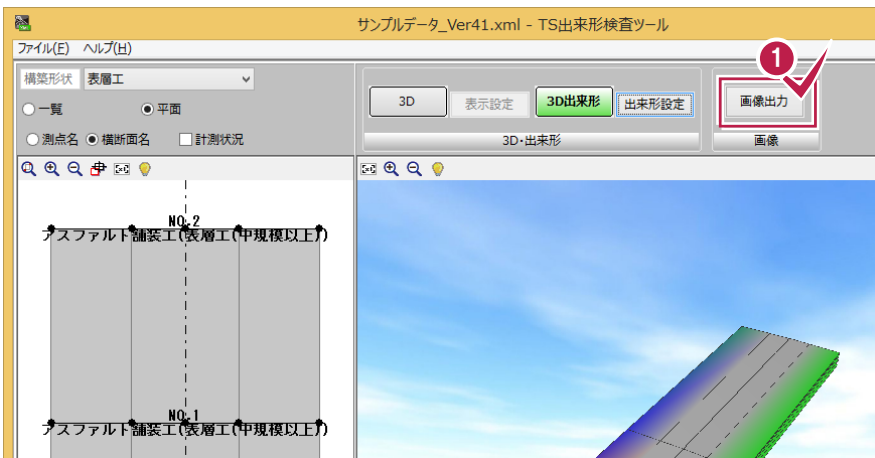 サンプルデータ_Ver41.xml - TS出来形検査ツール
ファイル(F) ヘルプ(H)
構築形状 表層工
一覧 平面
測点名 横断面名 計測状況
3D 表示設定 3D出来形 出来形設定
3D・出来形
1
画像出力
画像
NO.2
アスファルト舗装工(表層工(中規模以上))
NO.1
アスファルト舗装工(表層工(中規模以上))